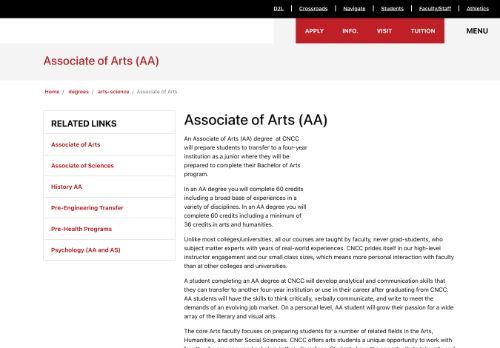 D2L | Crossroads | Navigate | Students | Faculty/Staff | Athletics
APPLY INFO. VISIT TUITION MENU
Associate of Arts (AA)
Home / degrees / arts-science / Associate of Arts
RELATED LINKS
Associate of Arts
Associate of Sciences
History AA
Pre-Engineering Transfer
Pre-Health Programs
Psychology (AA and AS)
Associate of Arts (AA)
An Associate of Arts (AA) degree at CNCC
will prepare students to transfer to a four-year
institution as a junior where they will be
prepared to complete their Bachelor of Arts
program.
In an AA degree you will complete 60 credits
including a broad base of experiences in a
variety of disciplines. In an AA degree you will
complete 60 credits including a minimum of
36 credits in arts and humanities.
Unlike most colleges/universities, all our courses are taught by faculty, never grad-students, who
subject matter experts with years of real-world experiences. CNCC prides itself in our high-level
instructor engagement and our small class sizes, which means more personal interaction with faculty
than at other colleges and universities.
A student completing an AA degree at CNCC will develop analytical and communication skills that
they can transfer to another four-year institution or use in their career after graduating from CNCC.
AA students will have the skills to think critically, verbally communicate, and write to meet the
demands of an evolving job market. On a personal level, AA student will grow their passion for a wide
array of the literary and visual arts.
The core Arts faculty focuses on preparing students for a number of related fields in the Arts,
Humanities, and other Social Sciences. CNCC offers arts students a unique opportunity to work with